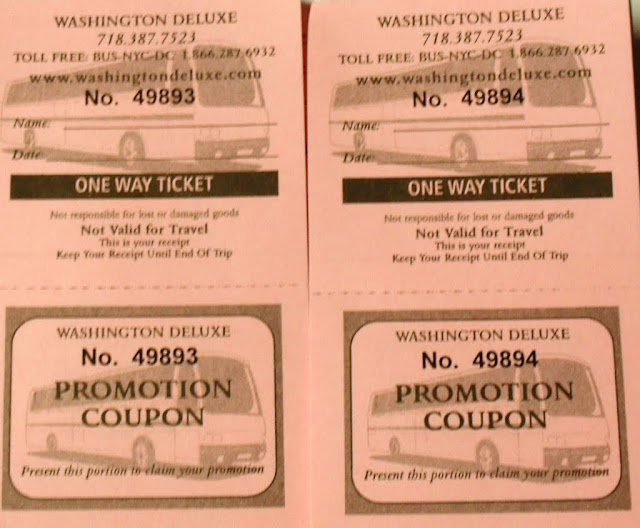 WASHINGTON DELUXE
718.387.7523
TOLL FREE: BUS-NYC-DC 1.866.287.6932
www.washingtondeluxe.com
No. 49893
Name:
Date:
ONE WAY TICKET
Not responsible for lost or damaged goods
Not Valid for Travel
This is your receipt
Keep Your Receipt Until End Of Trip
WASHINGTON DELUXE
No. 49893
PROMOTION
COUPON
Present this portion to claim your promotion
WASHINGTON DELUXE
718.387.7523
TOLL FREE: BUS-NYC-DC 1.866.287.6932
www.washingtondeluxe.com
No. 49894
Name:
Date:
ONE WAY TICKET
Not responsible for lost or damaged goods
Not Valid for Travel
This is your receipt
Keep Your Receipt Until End Of Trip
WASHINGTON DELUXE
No. 49894
PROMOTION
COUPON
Present this portion to claim your promotion